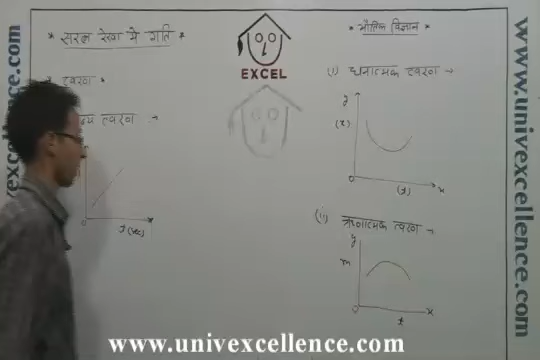 * सरल रेखा में गति *
त्वरण *
त्वरण →
o
t(sec)
x
EXCEL
* भौतिक विज्ञान *
(i) धनात्मक त्वरण →
y
(x)
o
(t)
x
(ii) ऋणात्मक त्वरण →
y
m
o
t
x
www.univexcellence.com
www.univexcellence.com
www.univexcellence.com